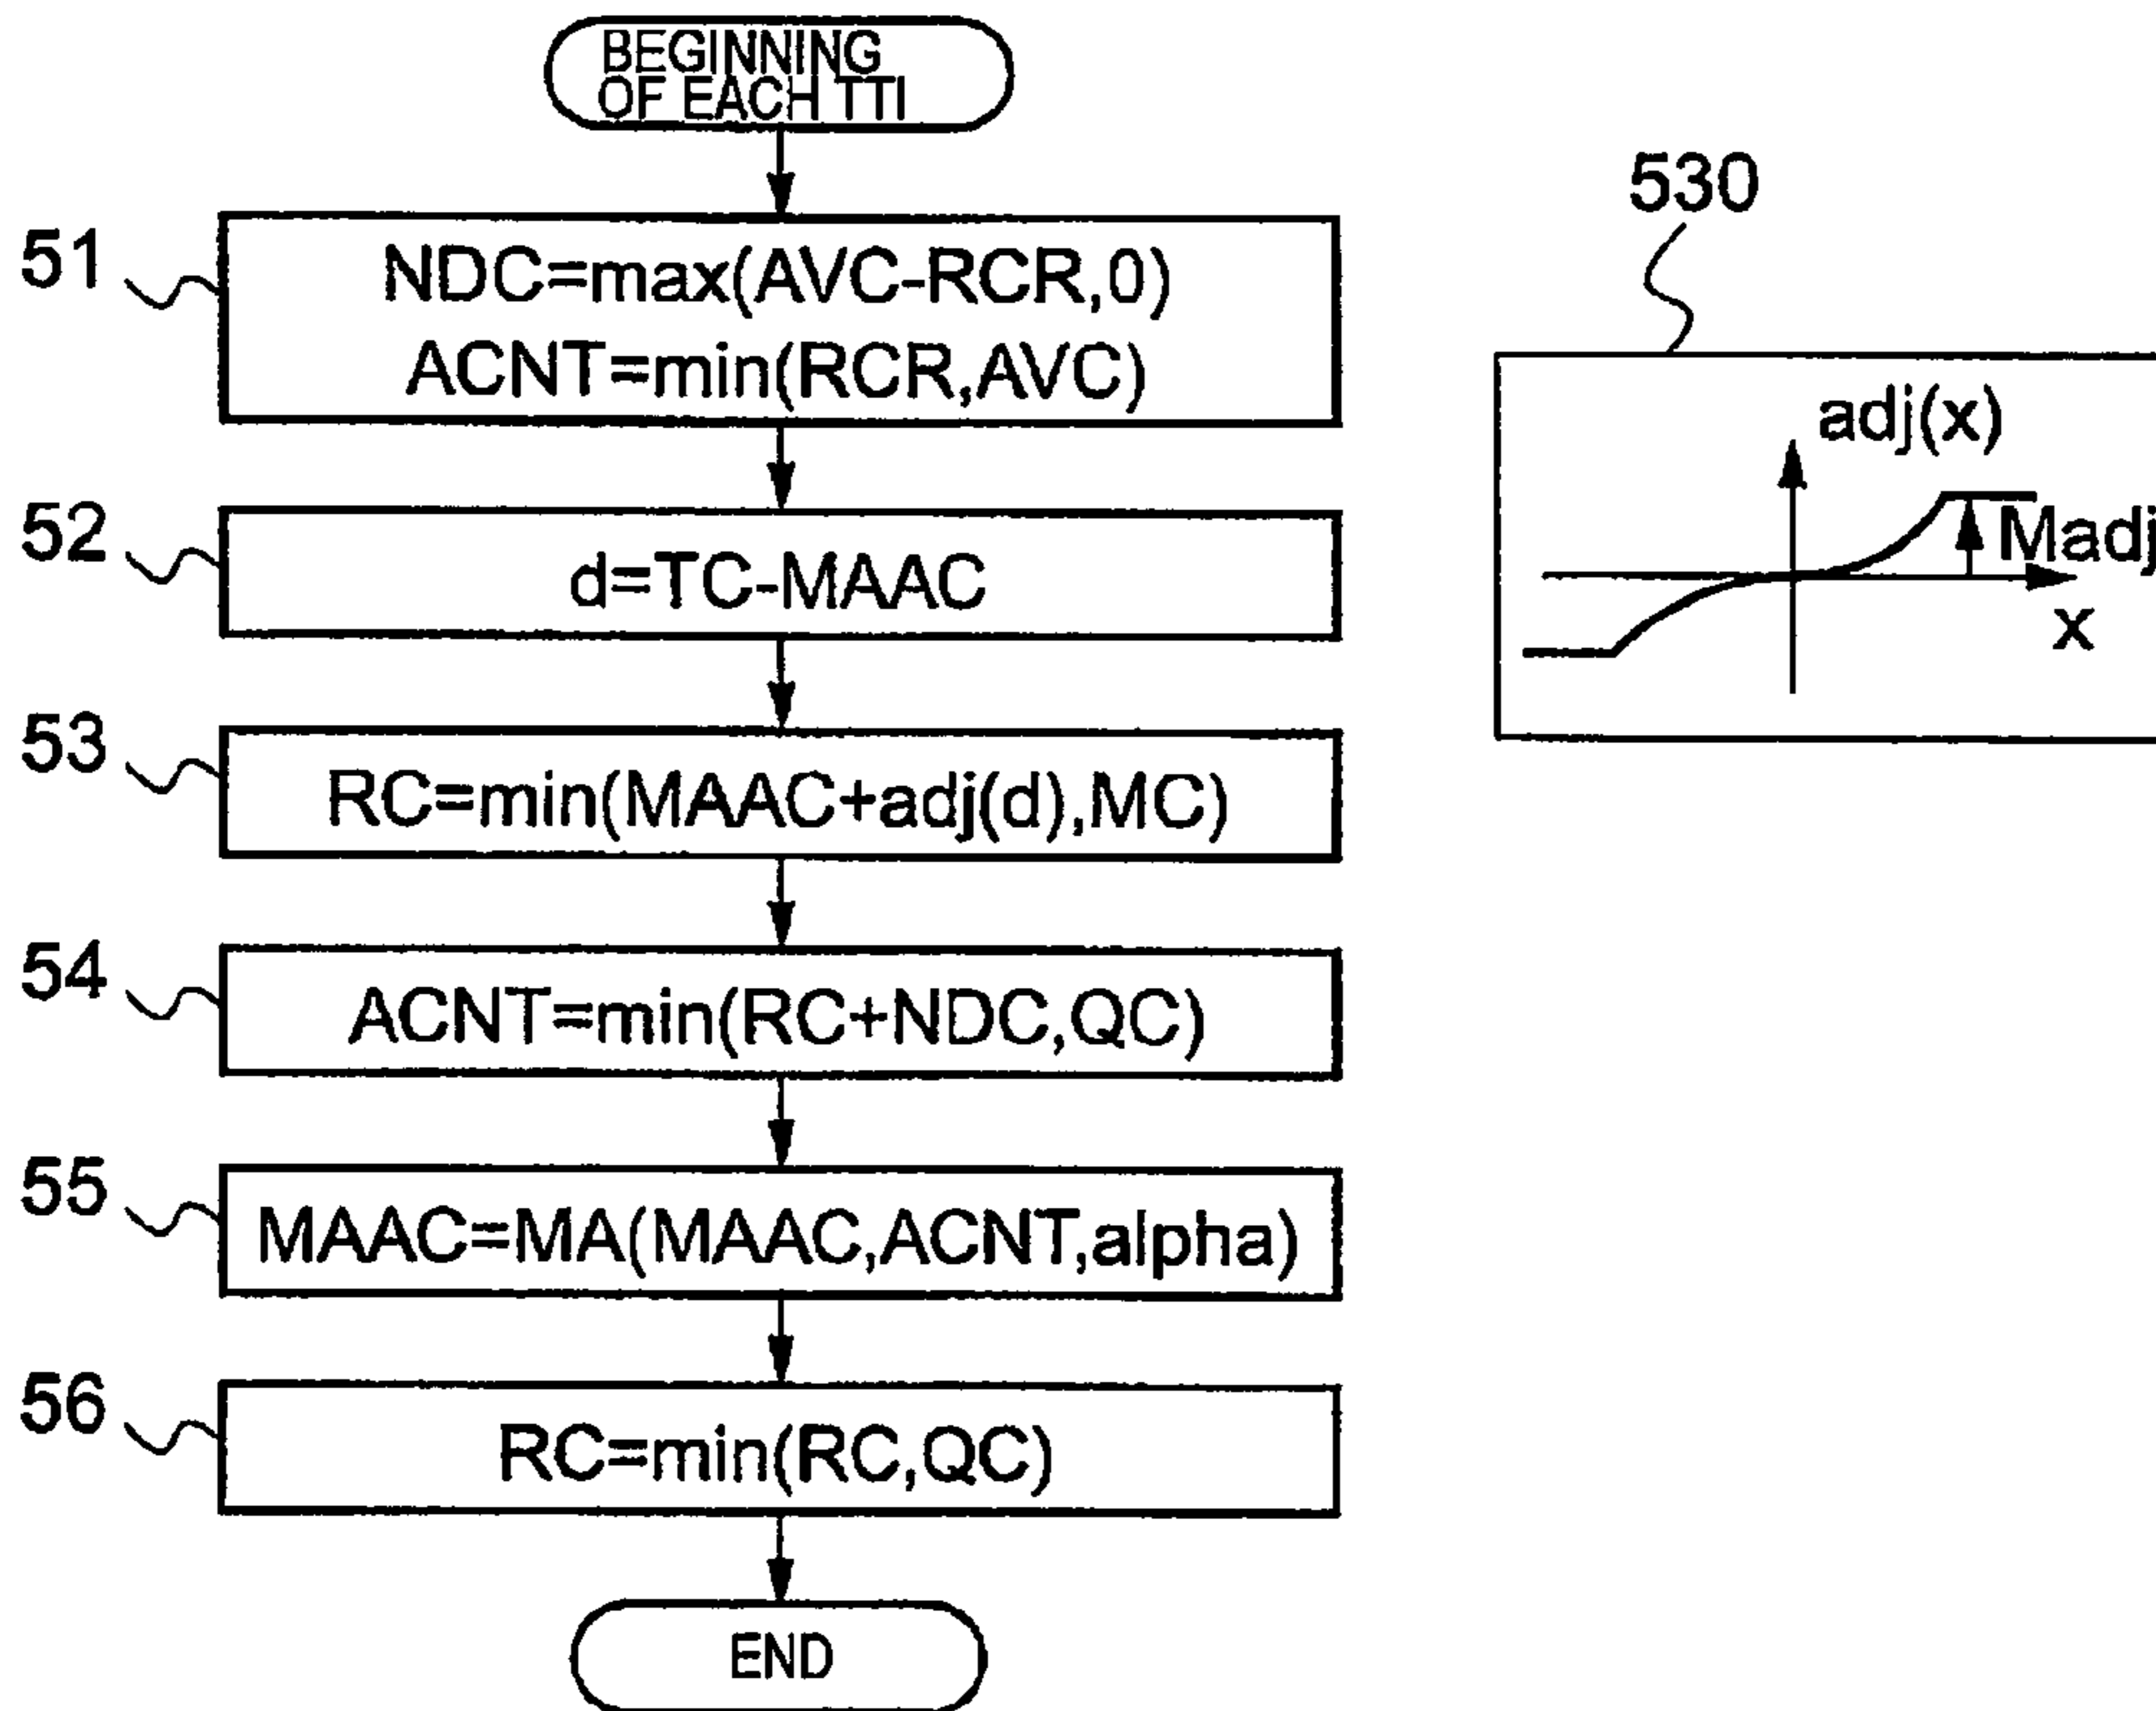 BEGINNING
OF EACH TTI
51
NDC=max(AVC-RCR,0)
ACNT=min(RCR,AVC)
52
d=TC-MAAC
53
RC=min(MAAC+adj(d),MC)
54
ACNT=min(RC+NDC,QC)
55
MAAC=MA(MAAC,ACNT,alpha)
56
RC=min(RC,QC)
END
530
adj(x)
Madj
x